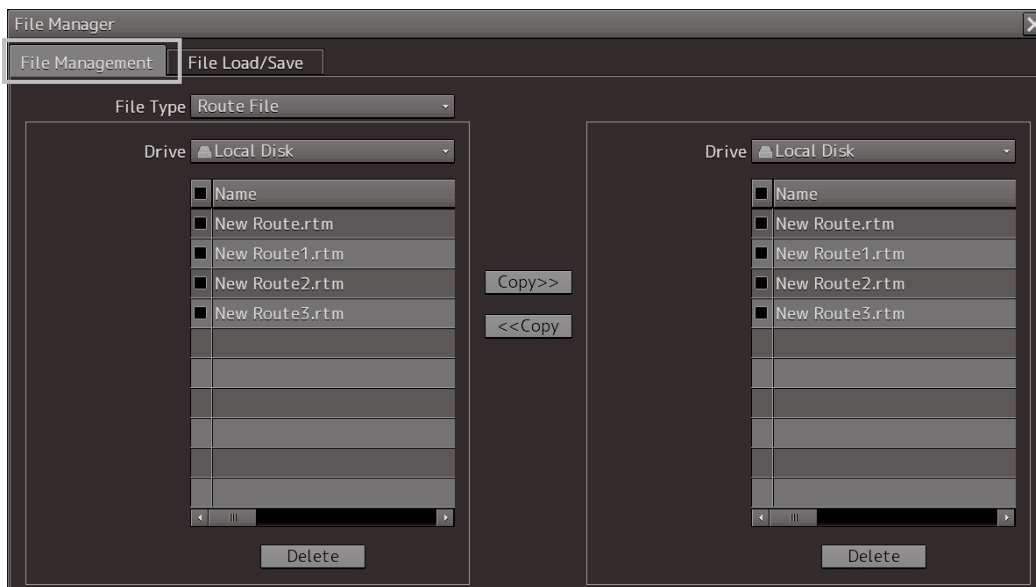 File Manager
File Management
File Load/Save
File Type Route File
Drive Local Disk
Name
New Route.rtm
New Route1.rtm
New Route2.rtm
New Route3.rtm
Delete
Copy>>
<<Copy
Drive Local Disk
Name
New Route.rtm
New Route1.rtm
New Route2.rtm
New Route3.rtm
Delete